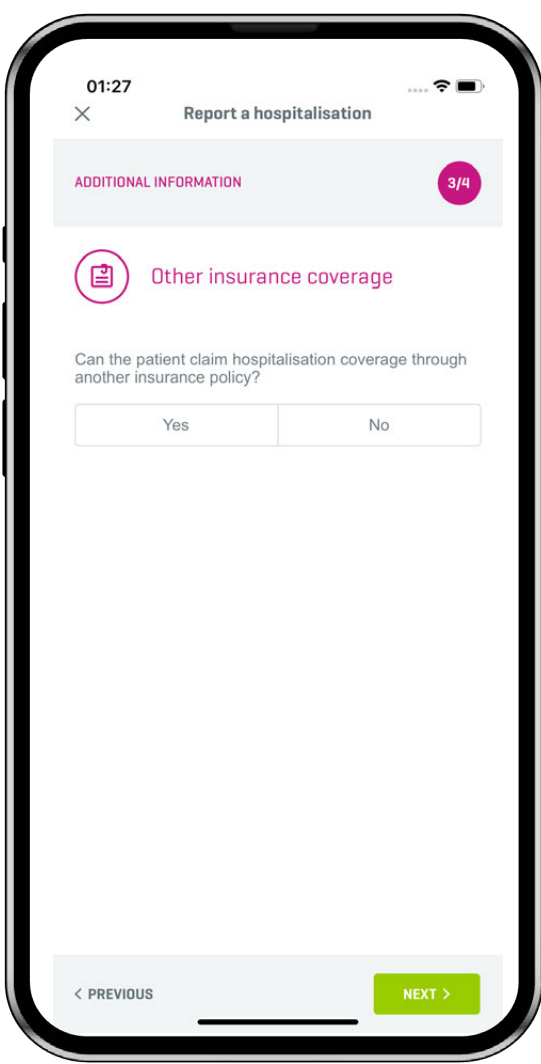 01:27
Report a hospitalisation
ADDITIONAL INFORMATION
3/4
Other insurance coverage
Can the patient claim hospitalisation coverage through
another insurance policy?
Yes
No
< PREVIOUS
NEXT >